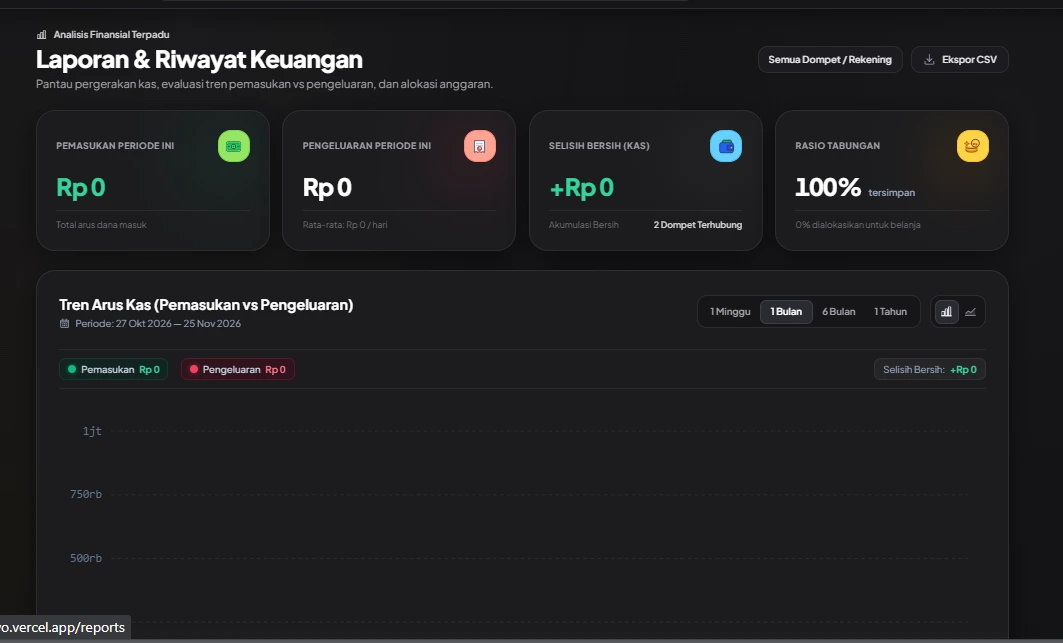 Analisis Finansial Terpadu
Laporan & Riwayat Keuangan
Pantau pergerakan kas, evaluasi tren pemasukan vs pengeluaran, dan alokasi anggaran.
Semua Dompet / Rekening
Ekspor CSV
PEMASUKAN PERIODE INI
Rp 0
Total arus dana masuk
PENGELUARAN PERIODE INI
Rp 0
Rata-rata: Rp 0 / hari
SELISIH BERSIH (KAS)
+Rp 0
Akumulasi Bersih 2 Dompet Terhubung
RASIO TABUNGAN
100% tersimpan
0% dialokasikan untuk belanja
Tren Arus Kas (Pemasukan vs Pengeluaran)
Periode: 27 Okt 2026 — 25 Nov 2026
1 Minggu 1 Bulan 6 Bulan 1 Tahun
Pemasukan Rp 0 Pengeluaran Rp 0 Selisih Bersih: +Rp 0
1jt
750rb
500rb
vo.vercel.app/reports